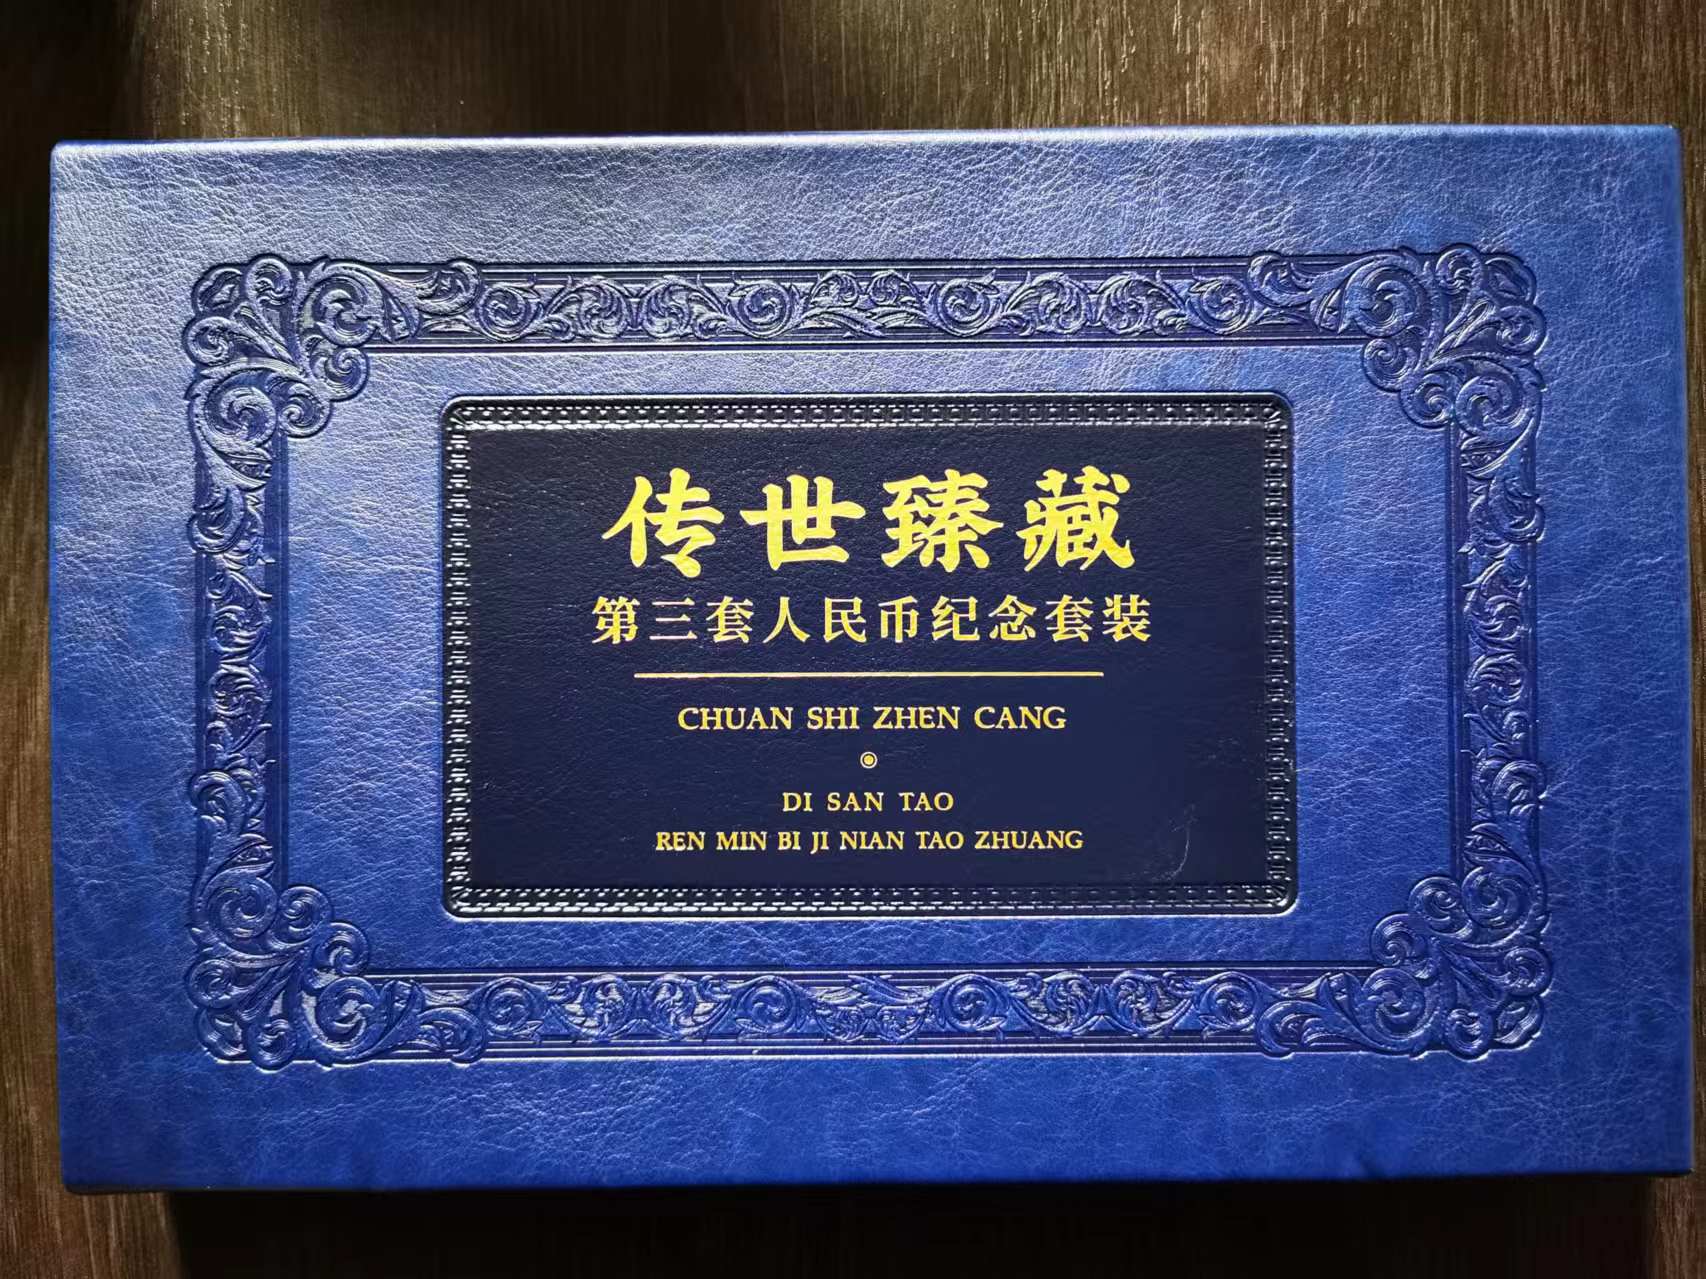 传世臻藏
第三套人民币纪念套装
CHUAN SHI ZHEN CANG
DI SAN TAO
REN MIN BI JI NIAN TAO ZHUANG